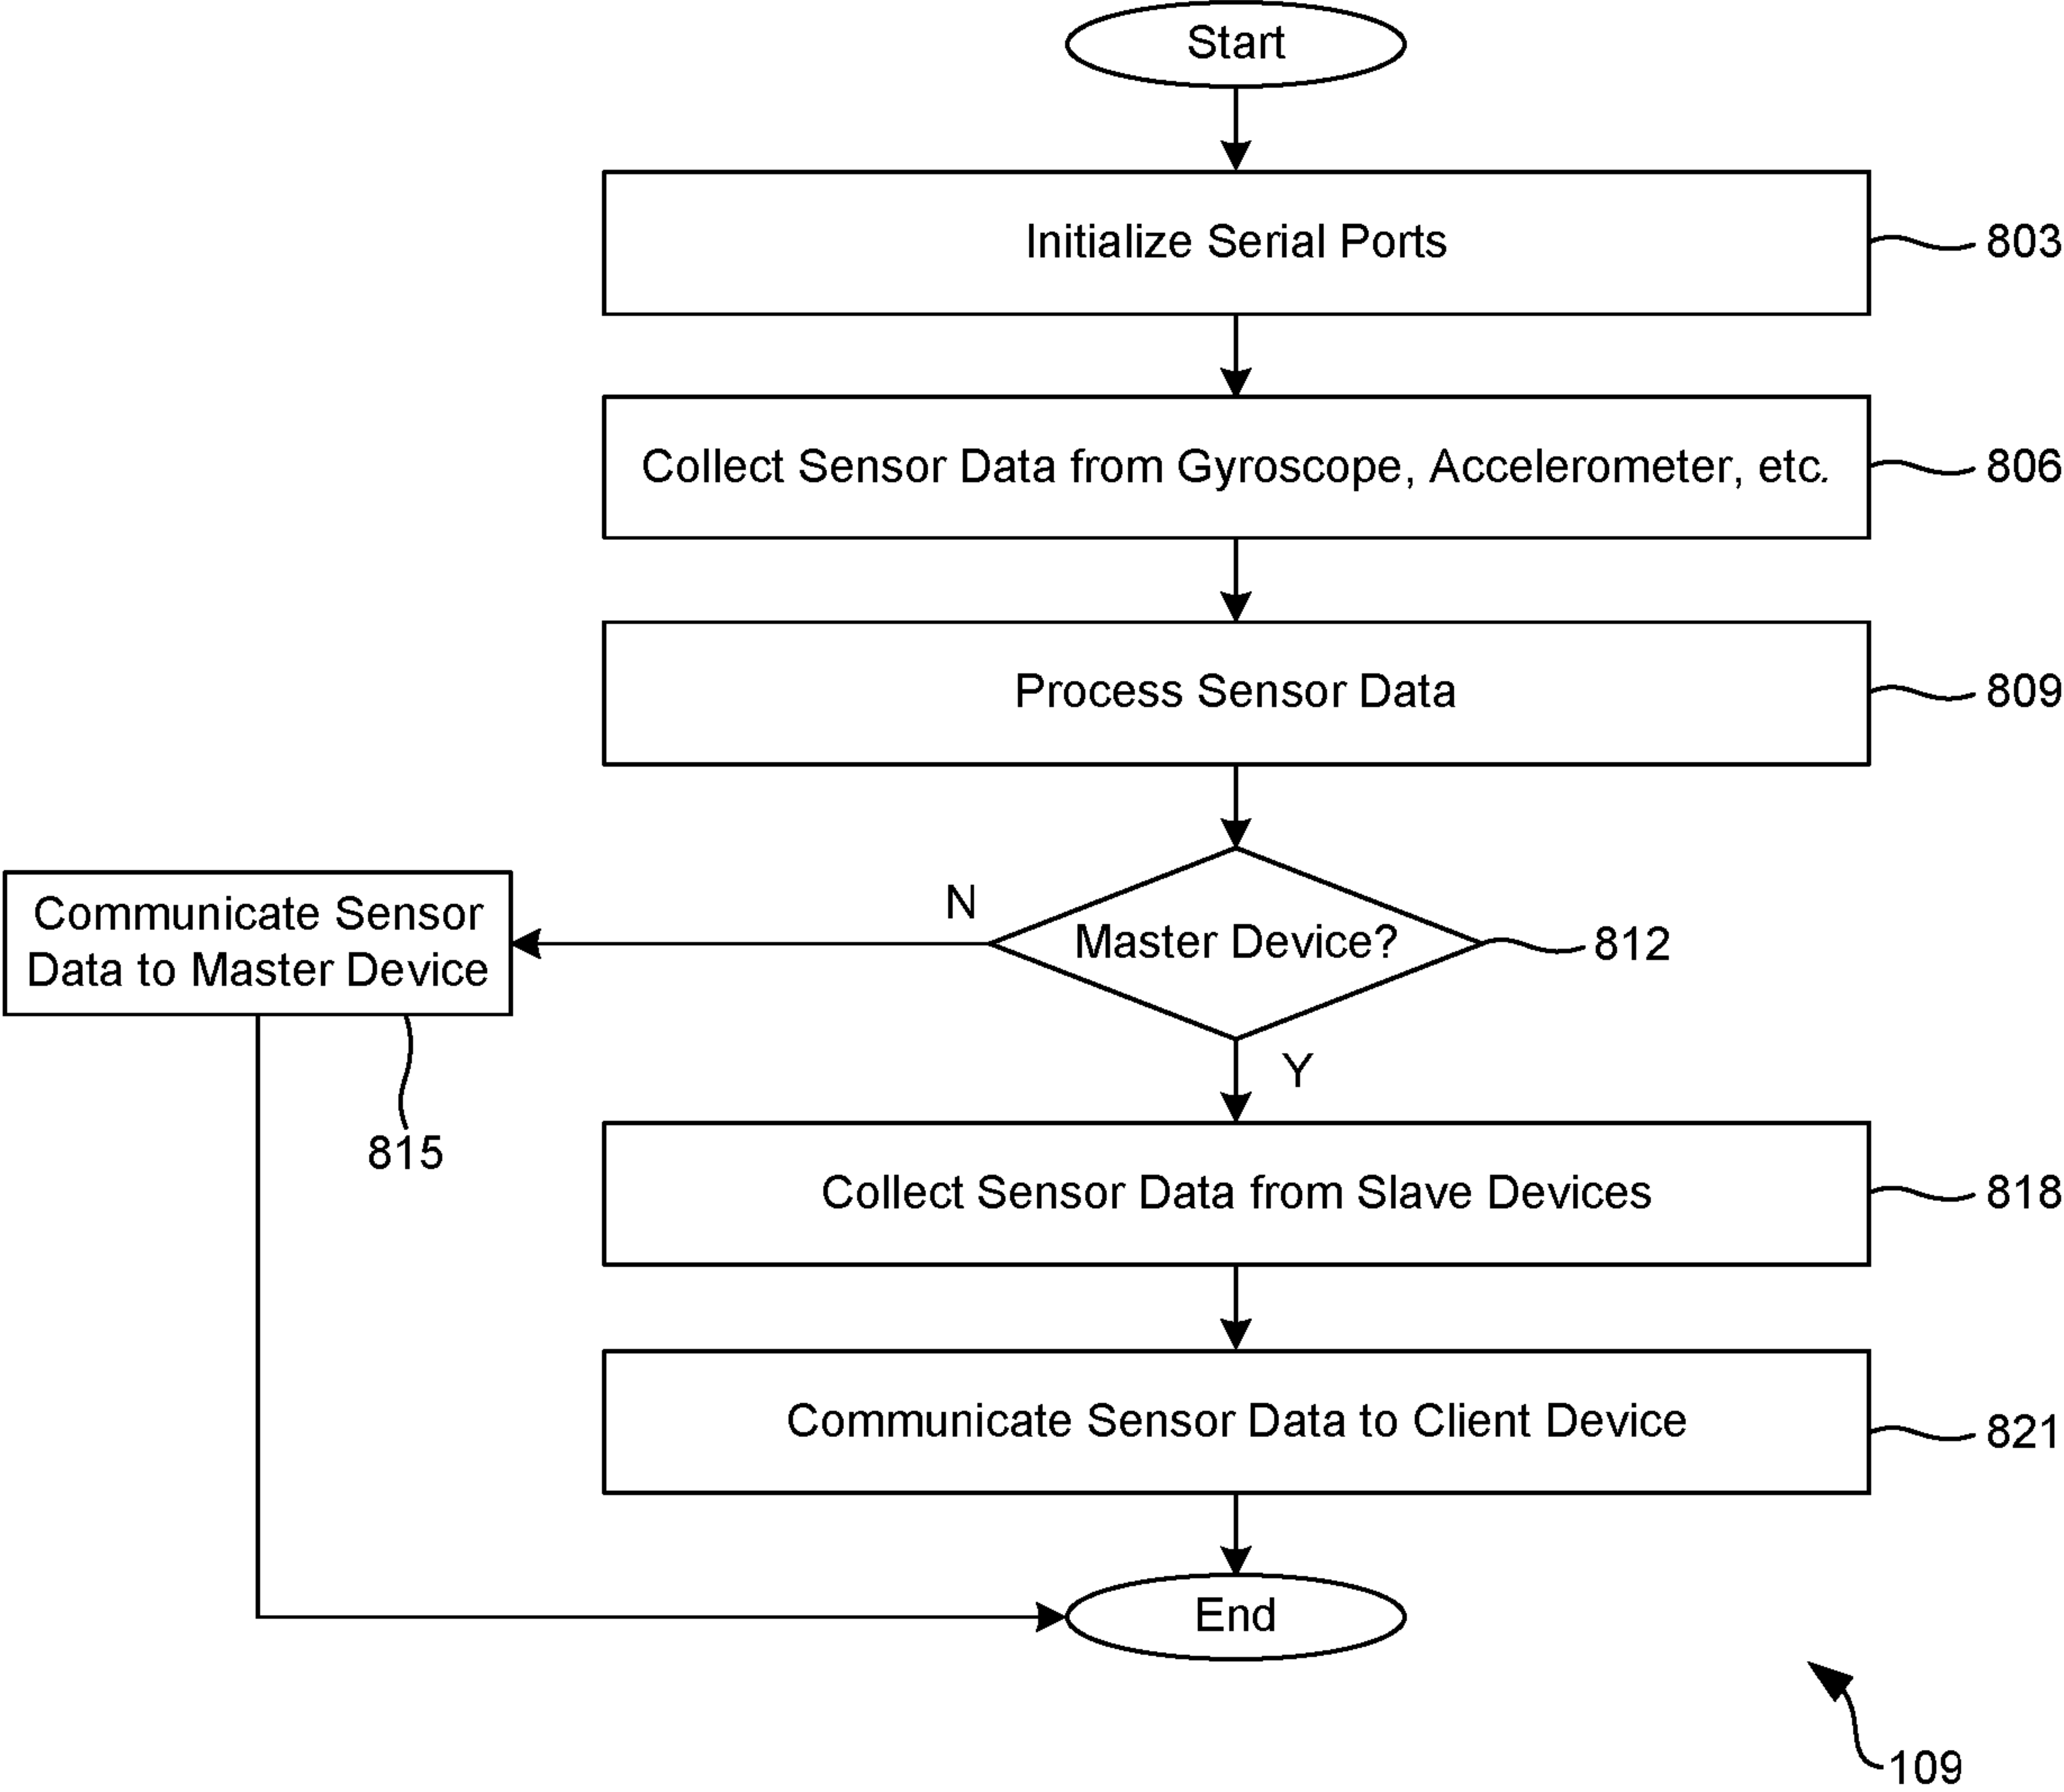 Start
Initialize Serial Ports
803
Collect Sensor Data from Gyroscope, Accelerometer, etc.
806
Process Sensor Data
809
N
Master Device?
812
Communicate Sensor
Data to Master Device
815
Y
Collect Sensor Data from Slave Devices
818
Communicate Sensor Data to Client Device
821
End
109